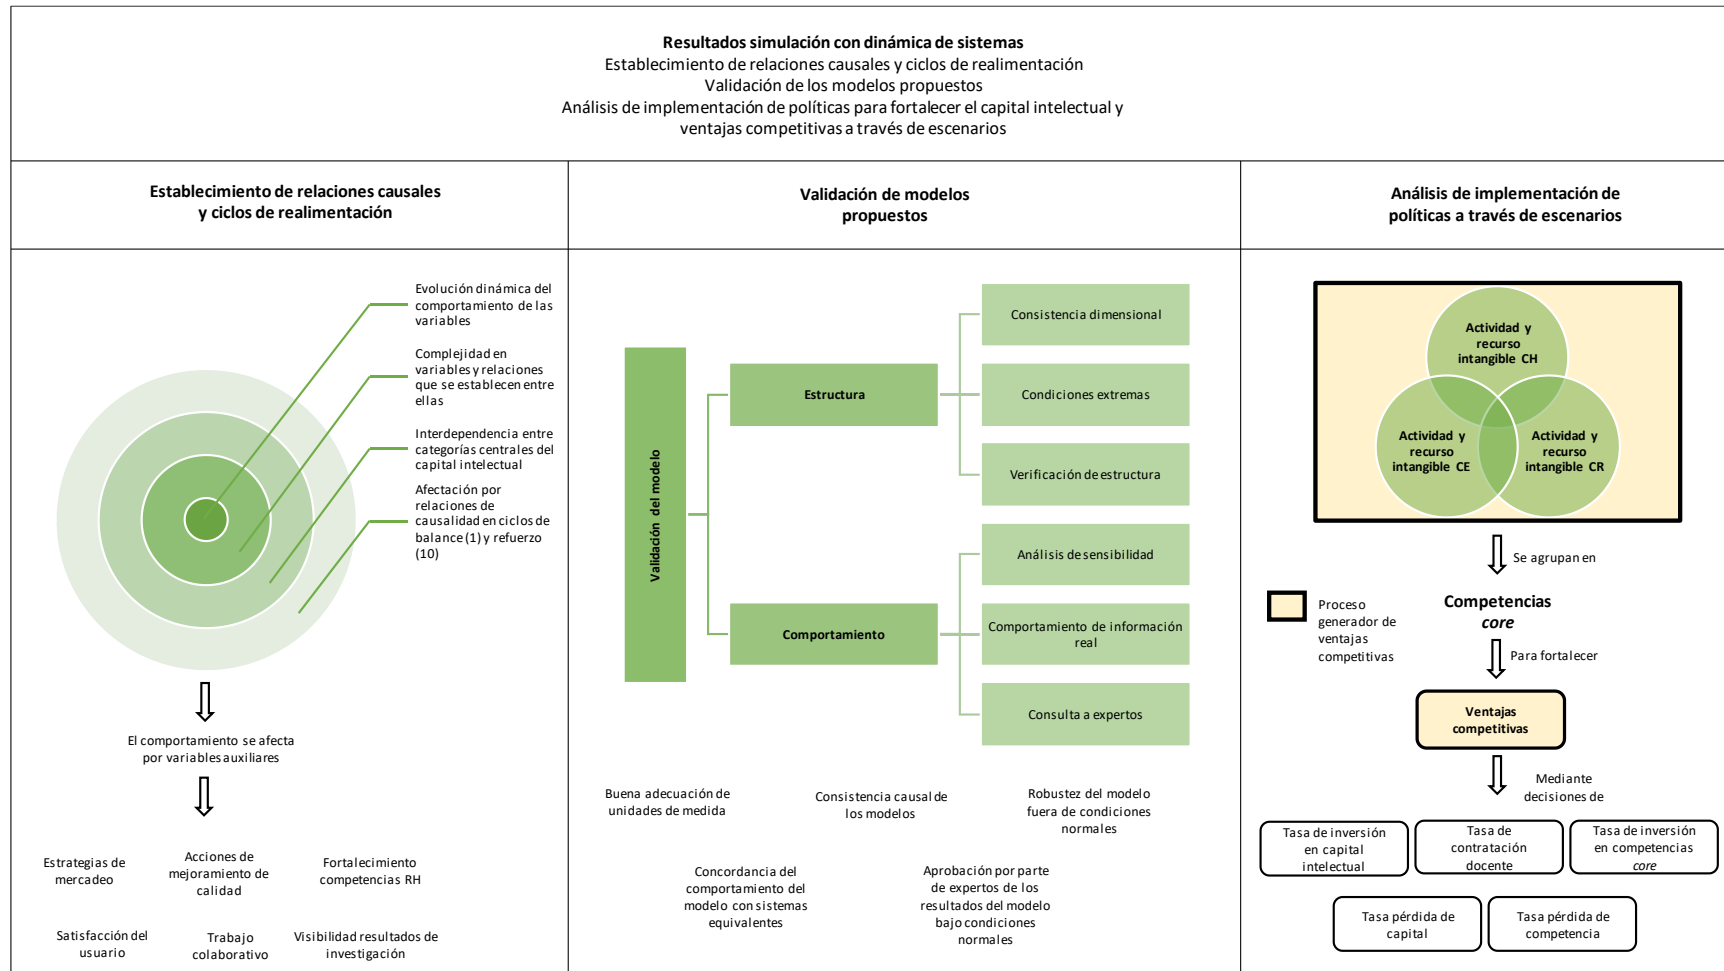 Resultados simulación con dinámica de sistemas
Establecimiento de relaciones causales y ciclos de realimentación
Validación de los modelos propuestos
Análisis de implementación de políticas para fortalecer el capital intelectual y
ventajas competitivas a través de escenarios
Establecimiento de relaciones causales
y ciclos de realimentación
Evolución dinámica del
comportamiento de las
variables
Complejidad en
variables y relaciones
que se establecen entre
ellas
Interdependencia entre
categorías centrales del
capital intelectual
Afectación por
relaciones de
causalidad en ciclos de
balance (1) y refuerzo
(10)
El comportamiento se afecta
por variables auxiliares
Estrategias de
mercadeo
Acciones de
mejoramiento de
calidad
Fortalecimiento
competencias RH
Satisfacción del
usuario
Trabajo
colaborativo
Visibilidad resultados de
investigación
Validación de modelos
propuestos
Validación del modelo
Estructura
Consistencia dimensional
Condiciones extremas
Verificación de estructura
Comportamiento
Análisis de sensibilidad
Comportamiento de información
real
Consulta a expertos
Buena adecuación de
unidades de medida
Consistencia causal de
los modelos
Robustez del modelo
fuera de condiciones
normales
Concordancia del
comportamiento del
modelo con sistemas
equivalentes
Aprobación por parte
de expertos de los
resultados del modelo
bajo condiciones
normales
Análisis de implementación de
políticas a través de escenarios
Actividad y
recurso
intangible CH
Actividad y
recurso
intangible CE
Actividad y
recurso
intangible CR
Se agrupan en
Proceso
generador de
ventajas
competitivas
Competencias
core
Para fortalecer
Ventajas
competitivas
Mediante
decisiones de
Tasa de inversión
en capital
intelectual
Tasa de
contratación
docente
Tasa de inversión
en competencias
core
Tasa pérdida de
capital
Tasa pérdida de
competencia